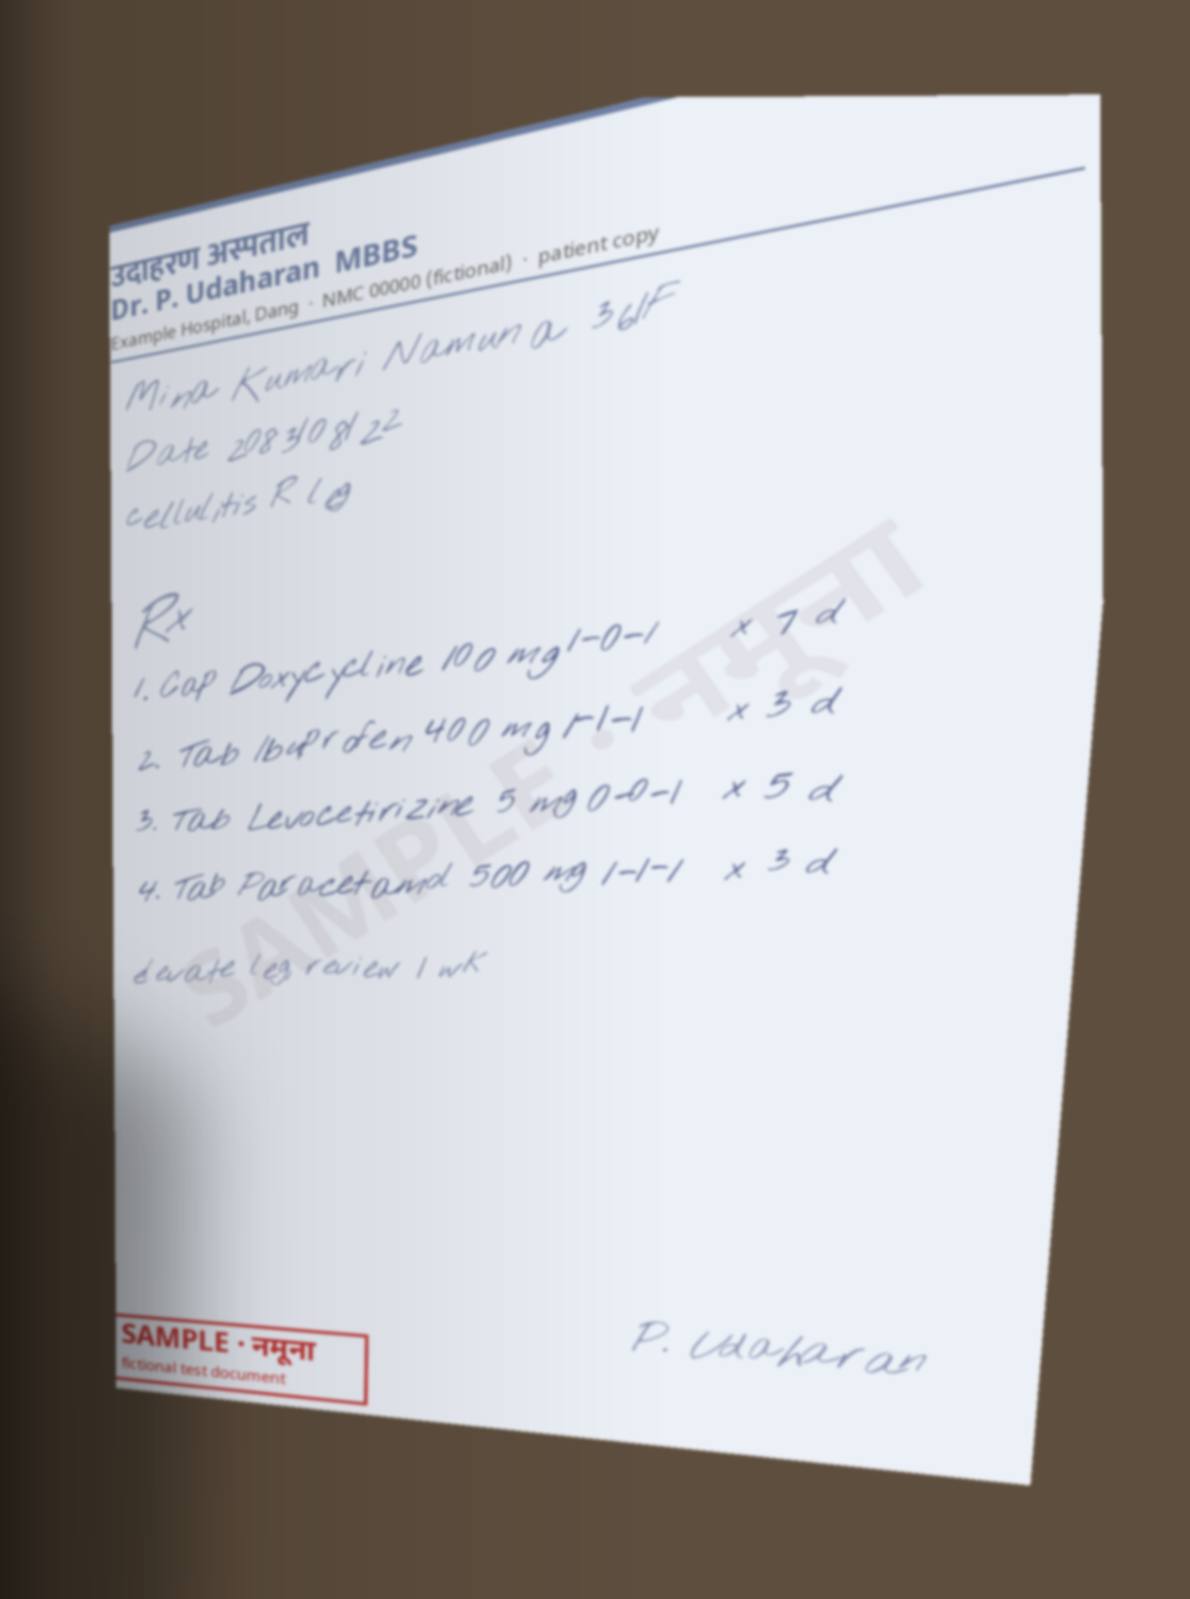 उदाहरण अस्पताल
Dr. P. Udaharan MBBS
Example Hospital, Dang · NMC 00000 (fictional) · patient copy
Mina Kumari Namuna 36/F
Date 2083/08/22
cellulitis R leg
Rx
1. Cap Doxycycline 100 mg 1-0-1 x 7 d
2. Tab Ibuprofen 400 mg 1-1-1 x 3 d
3. Tab Levocetirizine 5 mg 0-0-1 x 5 d
4. Tab Paracetamol 500 mg 1-1-1 x 3 d
elevate leg review 1 wk
SAMPLE · नमूना
P. Udaharan
SAMPLE · नमूना
fictional test document